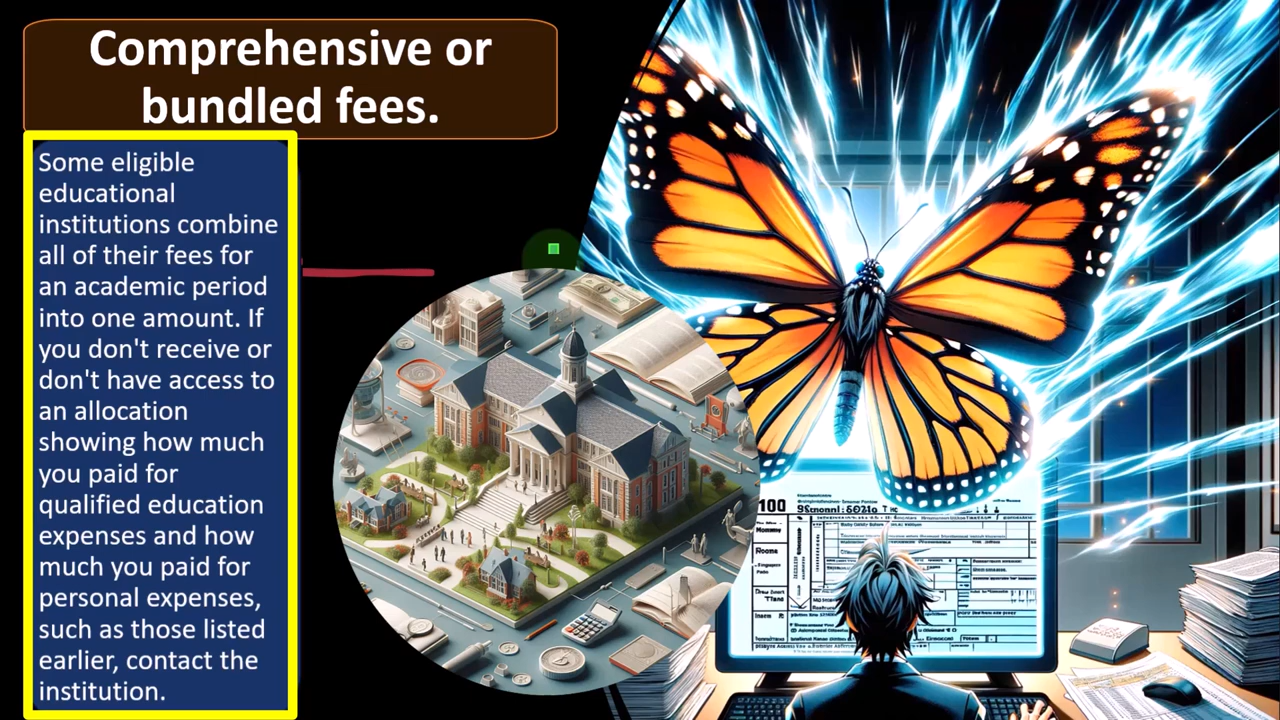 Comprehensive or
bundled fees.
Some eligible
educational
institutions combine
all of their fees for
an academic period
into one amount. If
you don't receive or
don't have access to
an allocation
showing how much
you paid for
qualified education
expenses and how
much you paid for
personal expenses,
such as those listed
earlier, contact the
institution.
100